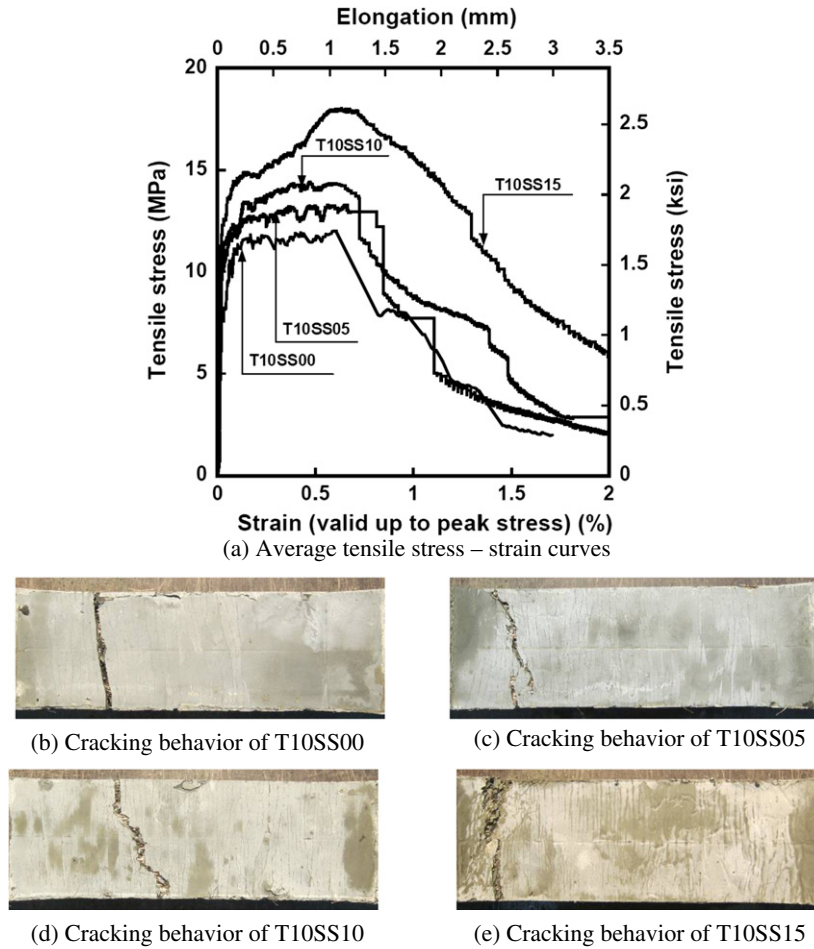 Elongation (mm)
0 0.5 1 1.5 2 2.5 3 3.5
20
15
10
5
0
Tensile stress (MPa)
2.5
2
1.5
1
0.5
0
Tensile stress (ksi)
T10SS10
T10SS15
T10SS05
T10SS00
0 0.5 1 1.5 2
Strain (valid up to peak stress) (%)
(a) Average tensile stress – strain curves
(b) Cracking behavior of T10SS00
(c) Cracking behavior of T10SS05
(d) Cracking behavior of T10SS10
(e) Cracking behavior of T10SS15